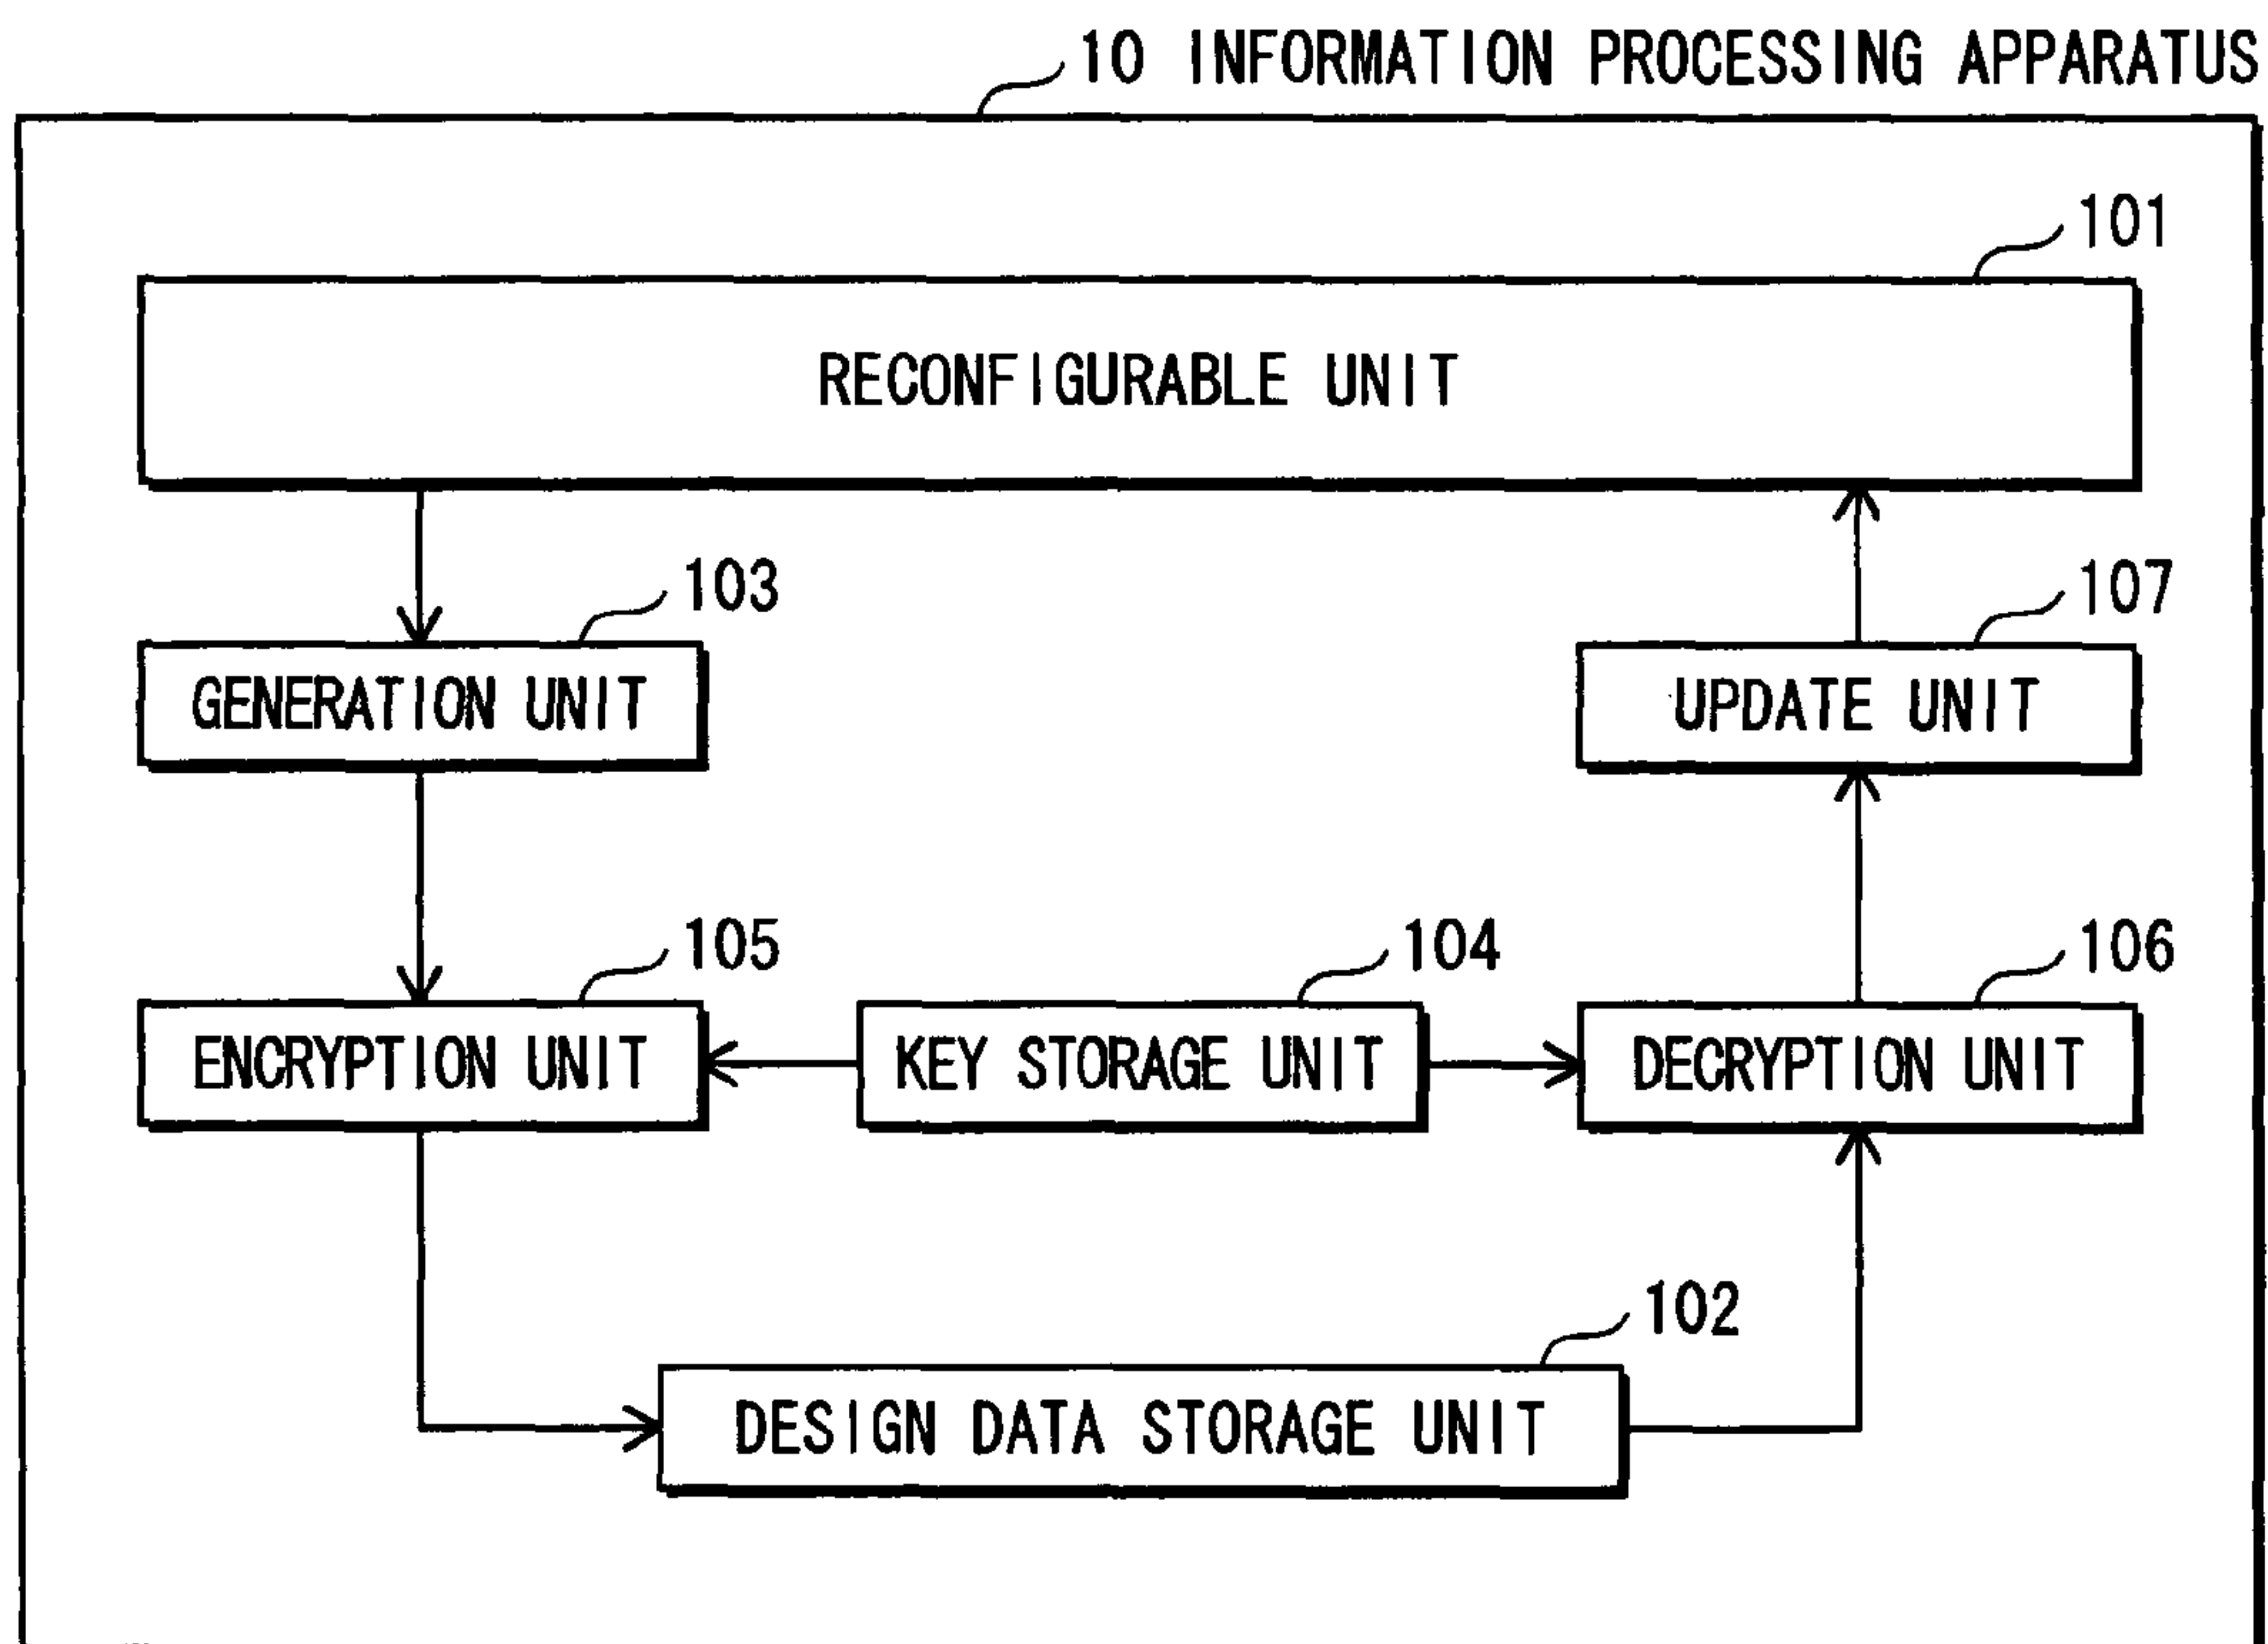 10 INFORMATION PROCESSING APPARATUS
101
RECONFIGURABLE UNIT
103
107
GENERATION UNIT
UPDATE UNIT
105
104
106
ENCRYPTION UNIT
KEY STORAGE UNIT
DECRYPTION UNIT
102
DESIGN DATA STORAGE UNIT